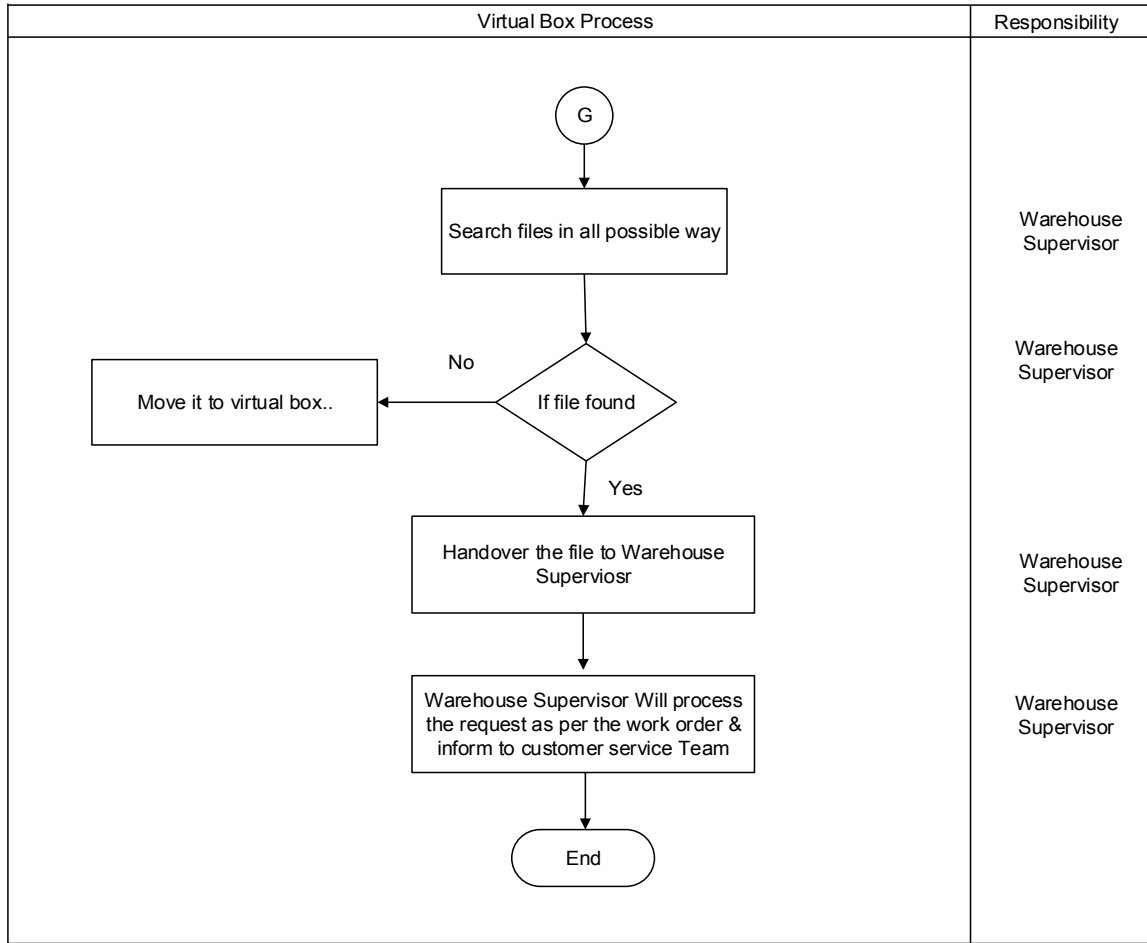 Virtual Box Process
Responsibility
G
Search files in all possible way
Warehouse
Supervisor
No
Move it to virtual box..
If file found
Warehouse
Supervisor
Yes
Handover the file to Warehouse
Superviosr
Warehouse
Supervisor
Warehouse Supervisor Will process
the request as per the work order &
inform to customer service Team
Warehouse
Supervisor
End